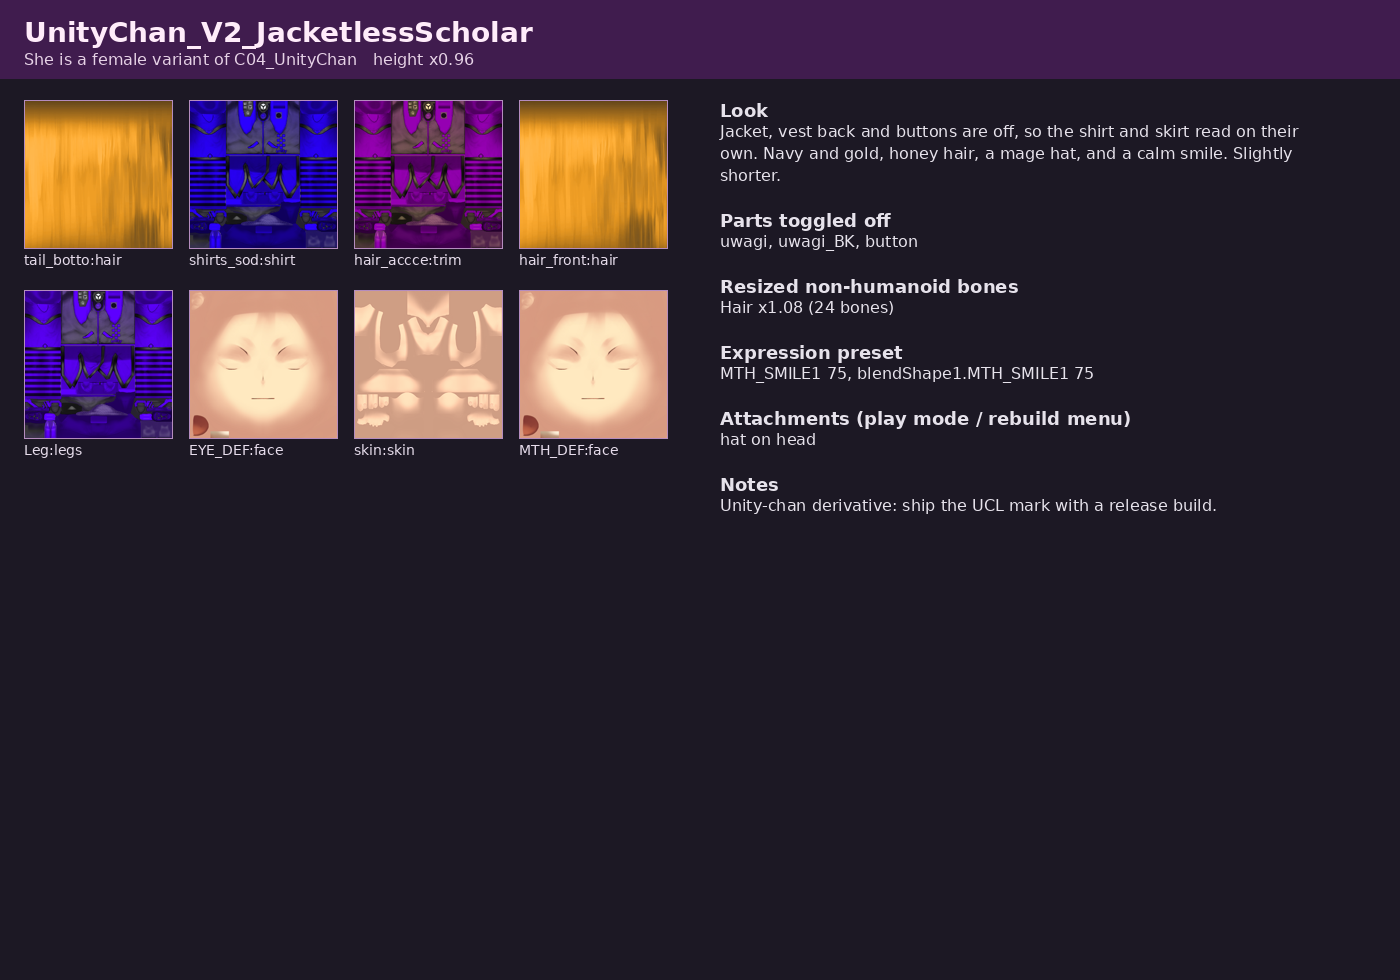 UnityChan_V2_JacketlessScholar
She is a female variant of C04_UnityChan   height x0.96
tail_botto:hair
shirts_sod:shirt
hair_accce:trim
hair_front:hair
Leg:legs
EYE_DEF:face
skin:skin
MTH_DEF:face
Look
Jacket, vest back and buttons are off, so the shirt and skirt read on their
own. Navy and gold, honey hair, a mage hat, and a calm smile. Slightly
shorter.
Parts toggled off
uwagi, uwagi_BK, button
Resized non-humanoid bones
Hair x1.08 (24 bones)
Expression preset
MTH_SMILE1 75, blendShape1.MTH_SMILE1 75
Attachments (play mode / rebuild menu)
hat on head
Notes
Unity-chan derivative: ship the UCL mark with a release build.